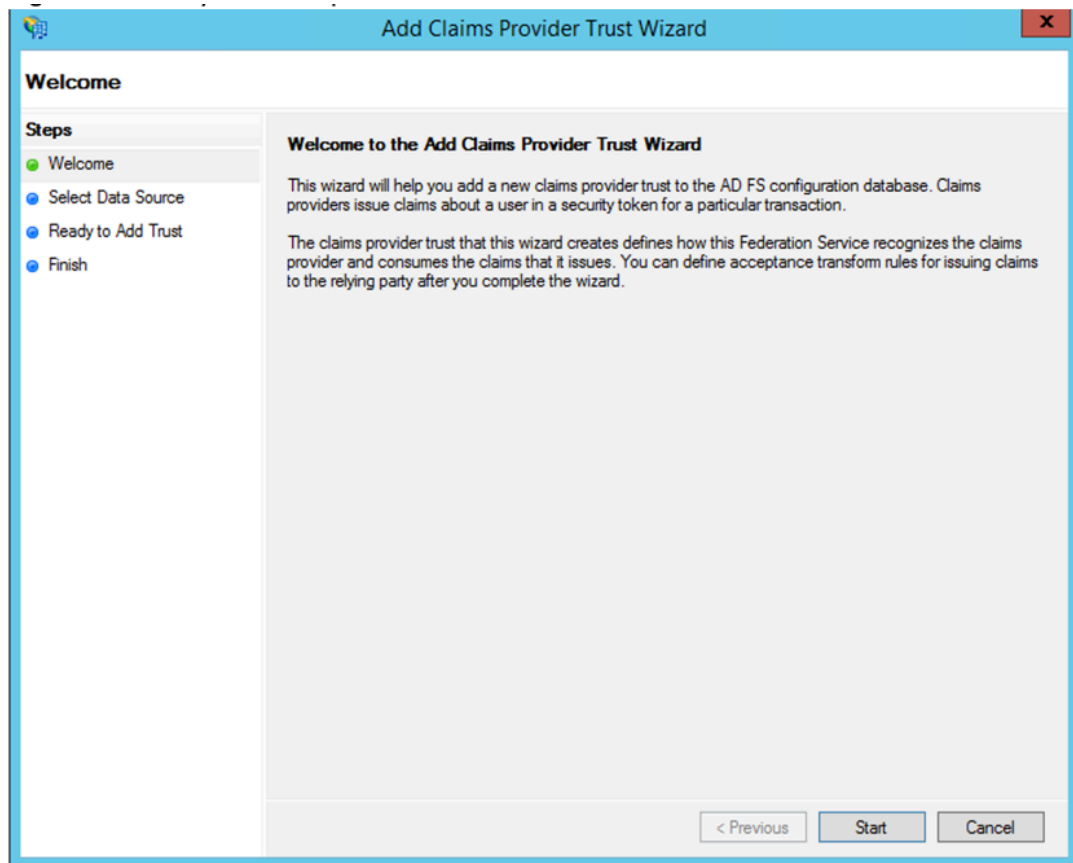 Add Claims Provider Trust Wizard
X
Welcome
Steps
Welcome
Select Data Source
Ready to Add Trust
Finish
Welcome to the Add Claims Provider Trust Wizard
This wizard will help you add a new claims provider trust to the AD FS configuration database. Claims
providers issue claims about a user in a security token for a particular transaction.
The claims provider trust that this wizard creates defines how this Federation Service recognizes the claims
provider and consumes the claims that it issues. You can define acceptance transform rules for issuing claims
to the relying party after you complete the wizard.
< Previous
Start
Cancel